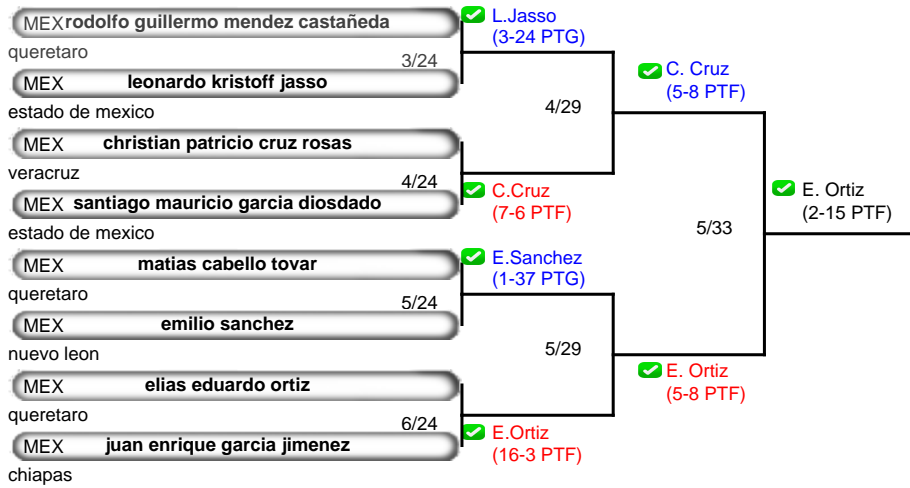 MEX rodolfo guillermo mendez castañeda
queretaro
3/24
MEX leonardo kristoff jasso
estado de mexico
L.Jasso
(3-24 PTG)
MEX christian patricio cruz rosas
veracruz
4/24
MEX santiago mauricio garcia diosdado
estado de mexico
C.Cruz
(7-6 PTF)
MEX matias cabello tovar
queretaro
5/24
MEX emilio sanchez
nuevo leon
E.Sanchez
(1-37 PTG)
MEX elias eduardo ortiz
queretaro
6/24
MEX juan enrique garcia jimenez
chiapas
E.Ortiz
(16-3 PTF)
4/29
C. Cruz
(5-8 PTF)
5/29
E. Ortiz
(5-8 PTF)
5/33
E. Ortiz
(2-15 PTF)